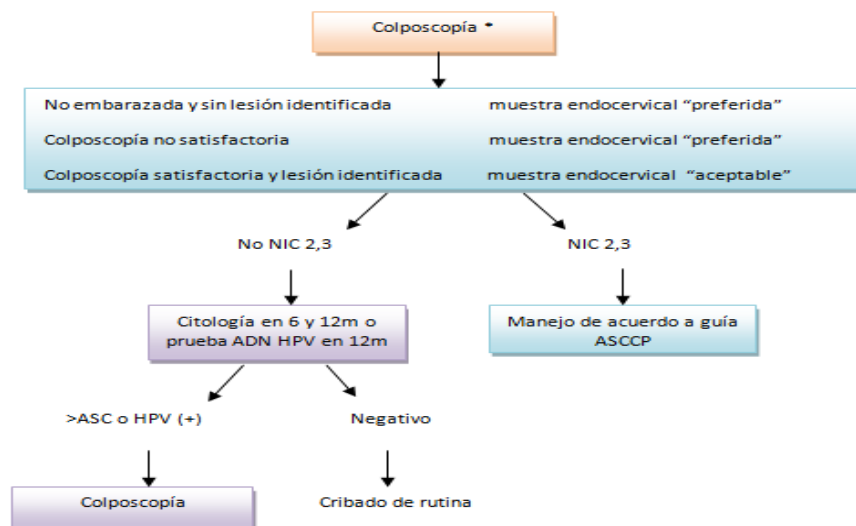 Colposcopía *
No embarazada y sin lesión identificada muestra endocervical “preferida”
Colposcopía no satisfactoria muestra endocervical “preferida”
Colposcopía satisfactoria y lesión identificada muestra endocervical “aceptable”
No NIC 2,3 NIC 2,3
Citología en 6 y 12m o
prueba ADN HPV en 12m
Manejo de acuerdo a guía
ASCCP
>ASC o HPV (+) Negativo
Colposcopía Cribado de rutina